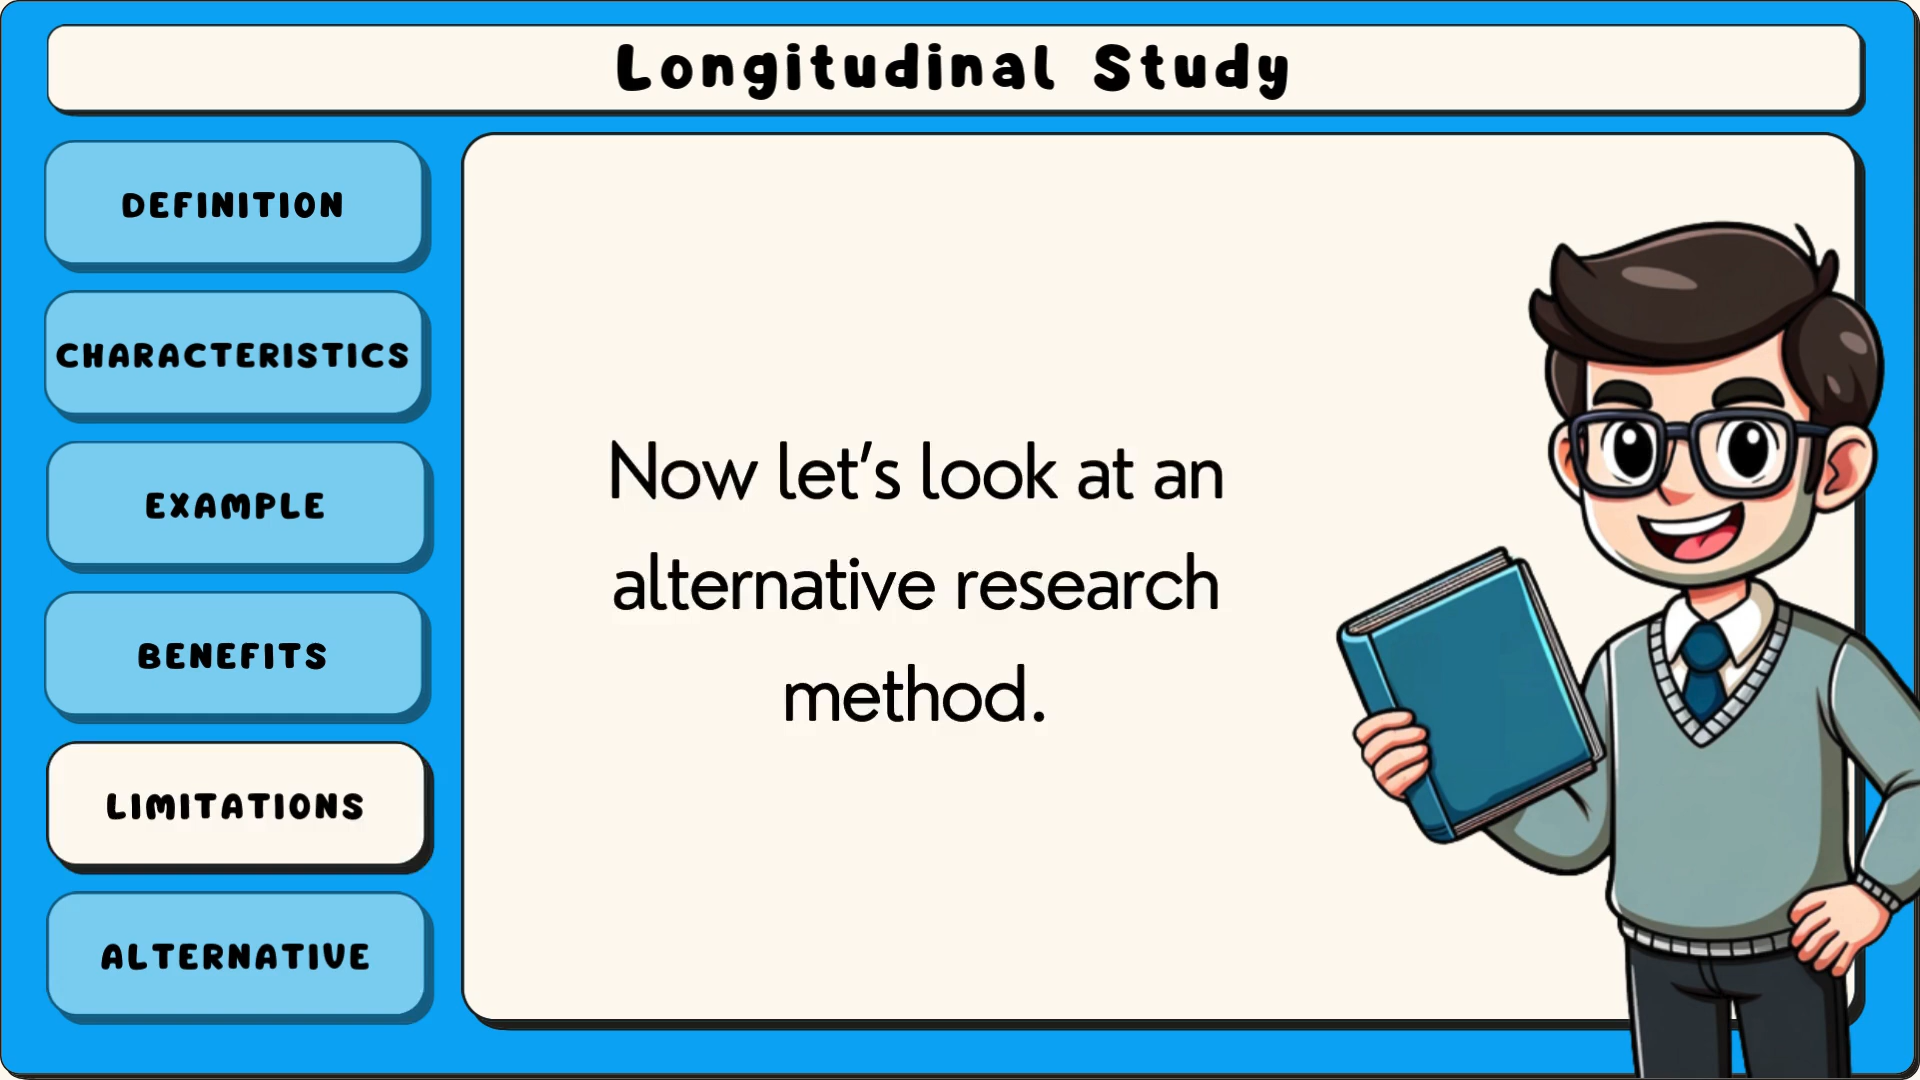 Longitudinal Study
DEFINITION
CHARACTERISTICS
EXAMPLE
BENEFITS
LIMITATIONS
ALTERNATIVE
Now let's look at an
alternative research
method.